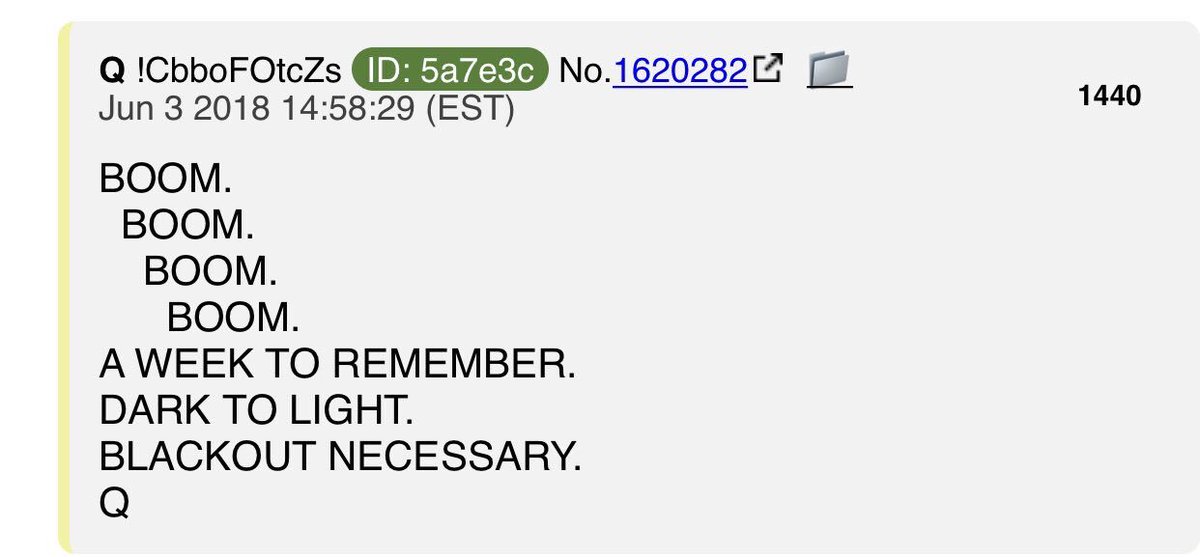 Q !CbboFOtcZs ID: 5a7e3c No.1620282
Jun 3 2018 14:58:29 (EST)
1440
BOOM.
BOOM.
BOOM.
BOOM.
A WEEK TO REMEMBER.
DARK TO LIGHT.
BLACKOUT NECESSARY.
Q